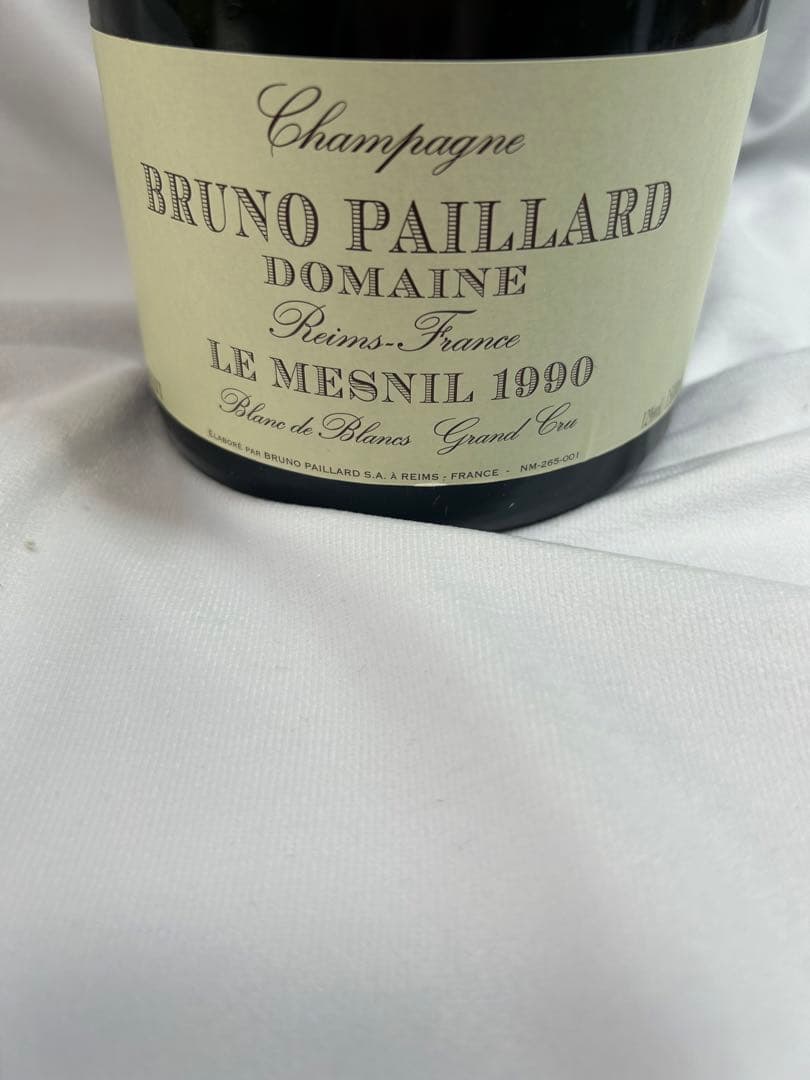 Champagne
BRUNO PAILLARD
DOMAINE
Reims-France
LE MESNIL 1990
Blanc de Blancs Grand Cru
ÉLABORÉ PAR BRUNO PAILLARD S.A. À REIMS - FRANCE - NM-265-001